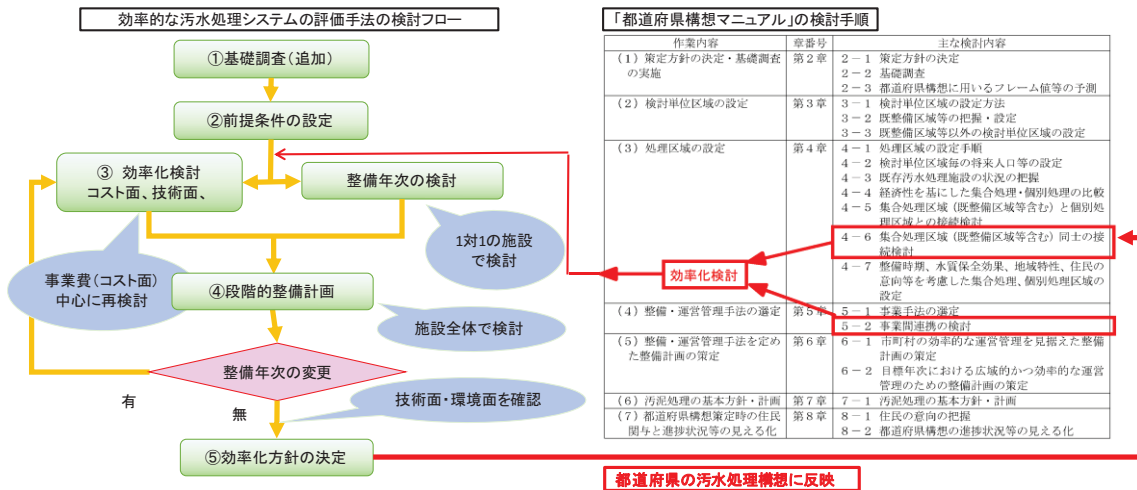 効率的な汚水処理システムの評価手法の検討フロー
①基礎調査（追加）
②前提条件の設定
③ 効率化検討
コスト面、技術面、
整備年次の検討
1対1の施設
で検討
事業費（コスト面）
中心に再検討
④段階的整備計画
施設全体で検討
整備年次の変更
有
無
技術面・環境面を確認
⑤効率化方針の決定
「都道府県構想マニュアル」の検討手順
作業内容 章番号 主な検討内容
(1) 策定方針の決定・基礎調査 第2章 2－1 策定方針の決定
の実施 2－2 基礎調査
2－3 都道府県構想に用いるフレーム値等の予測
(2) 検討単位区域の設定 第3章 3－1 検討単位区域の設定方法
3－2 既整備区域等の把握・設定
3－3 既整備区域等以外の検討単位区域の設定
(3) 処理区域の設定 第4章 4－1 処理区域の設定手順
4－2 検討単位区域毎の将来人口等の設定
4－3 既存汚水処理施設の状況の把握
4－4 経済性を基にした集合処理・個別処理の比較
4－5 集合処理区域（既整備区域等含む）と個別処
理区域との接続検討
4－6 集合処理区域（既整備区域等含む）同士の接
続検討
効率化検討
4－7 整備時期、水質保全効果、地域特性、住民の
意向等を考慮した集合処理、個別処理区域の
設定
(4) 整備・運営管理手法の選定 第5章 5－1 事業手法の選定
5－2 事業間連携の検討
(5) 整備・運営管理手法を定め 第6章 6－1 市町村の効率的な運営管理を見据えた整備
た整備計画の策定 計画の策定
6－2 目標年次における広域的かつ効率的な運営
管理のための整備計画の策定
(6) 汚泥処理の基本方針・計画 第7章 7－1 汚泥処理の基本方針・計画
(7) 都道府県構想策定時の住民 第8章 8－1 住民の意向の把握
関与と進捗状況等の見える化 8－2 都道府県構想の進捗状況等の見える化
都道府県の汚水処理構想に反映